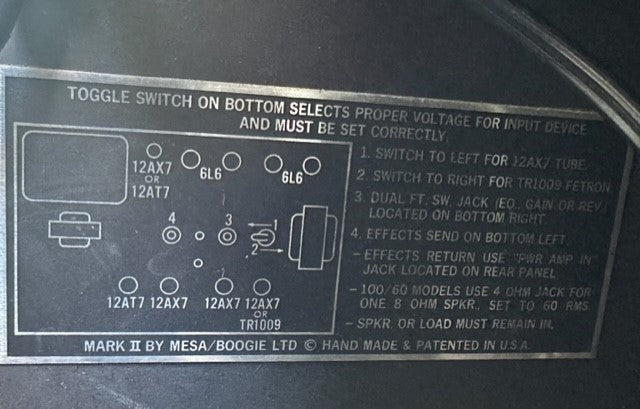 TOGGLE SWITCH ON BOTTOM SELECTS PROPER VOLTAGE FOR INPUT DEVICE
AND MUST BE SET CORRECTLY.
12AX7
OR
12AT7
6L6
6L6
4
3
1
2
12AT7 12AX7 12AX7 12AX7
OR
TR1009
1. SWITCH TO LEFT FOR 12AX7 TUBE.
2. SWITCH TO RIGHT FOR TR1009 FETRON.
3. DUAL FT. SW. JACK (EQ., GAIN OR REV.)
LOCATED ON BOTTOM RIGHT.
4. EFFECTS SEND ON BOTTOM LEFT.
- EFFECTS RETURN USE "PWR AMP IN"
JACK LOCATED ON REAR PANEL
- 100/60 MODELS USE 4 OHM JACK FOR
ONE 8 OHM SPKR., SET TO 60 RMS.
- SPKR. OR LOAD MUST REMAIN IN.
MARK II BY MESA/BOOGIE LTD © HAND MADE & PATENTED IN U.S.A.